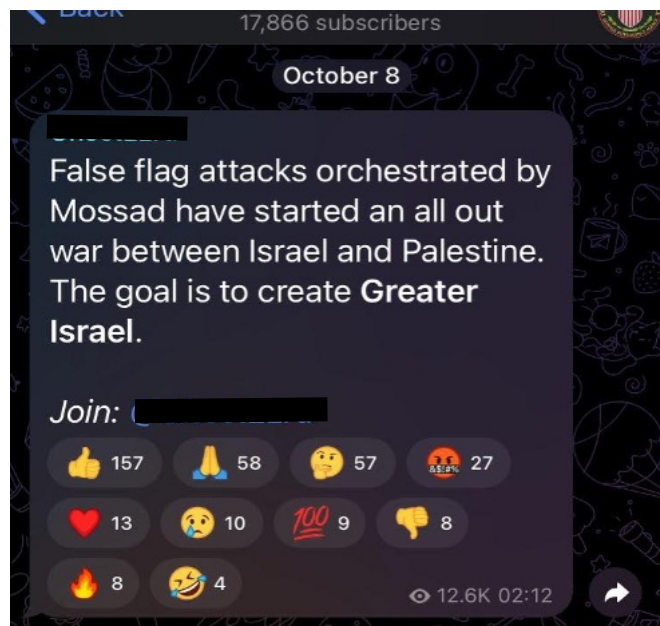 Back
17,866 subscribers
October 8
False flag attacks orchestrated by
Mossad have started an all out
war between Israel and Palestine.
The goal is to create Greater
Israel.
Join:
157 58 57 27
13 10 9 8
8 4 12.6K 02:12